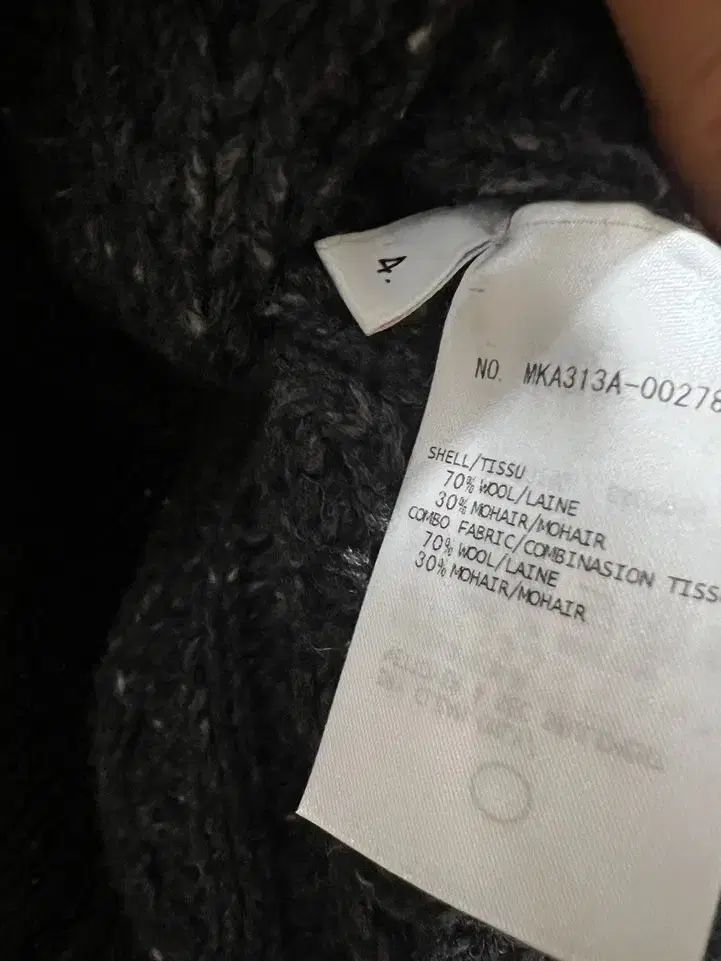 4.
NO. MKA313A-00278
SHELL/TISSU
70% WOOL/LAINE
30% MOHAIR/MOHAIR
COMBO FABRIC/COMBINASION TISS
70% WOOL/LAINE
30% MOHAIR/MOHAIR